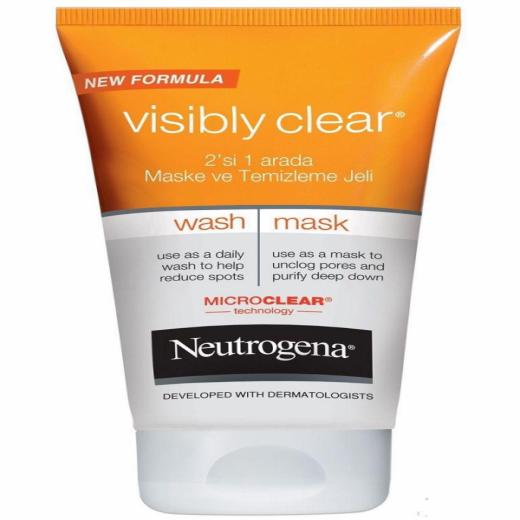 NEW FORMULA
visibly clear®
2'si 1 arada
Maske ve Temizleme Jeli
wash
use as a daily
wash to help
reduce spots
mask
use as a mask to
unclog pores and
purify deep down
MICROCLEAR®
technology
Neutrogena®
DEVELOPED WITH DERMATOLOGISTS